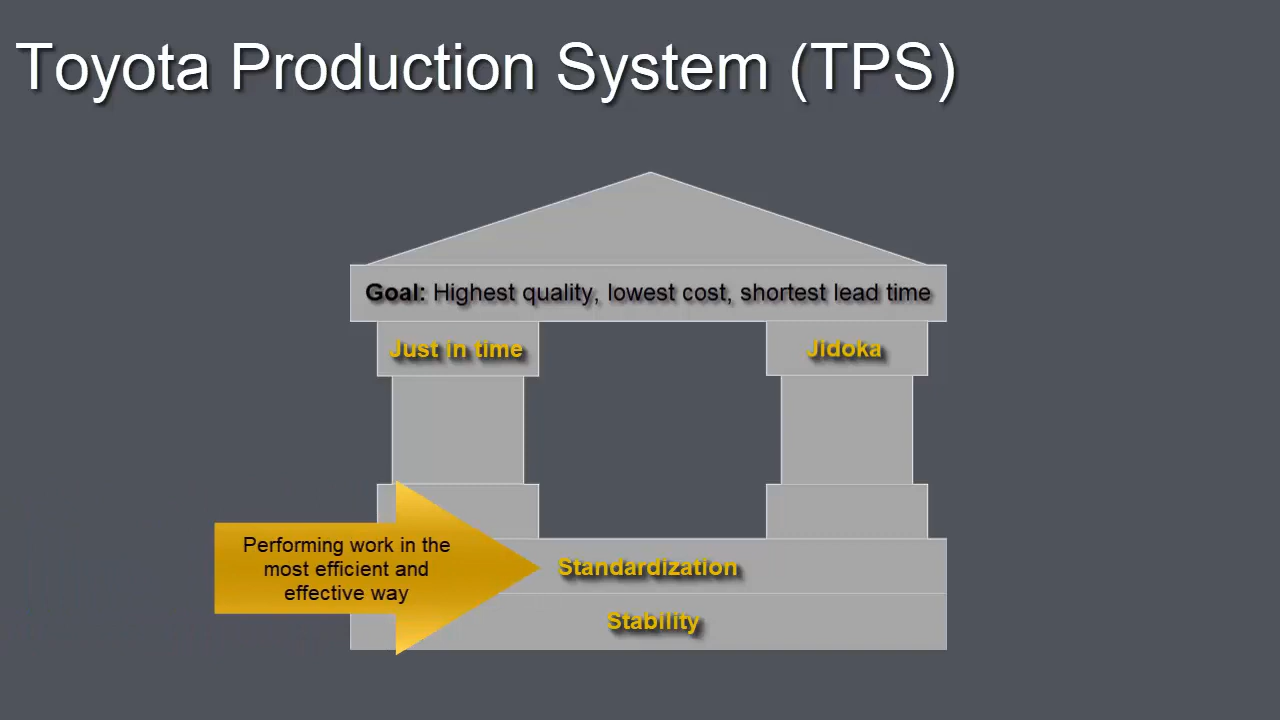 Toyota Production System (TPS)
Goal: Highest quality, lowest cost, shortest lead time
Just in time
Jidoka
Performing work in the
most efficient and
effective way
Standardization
Stability